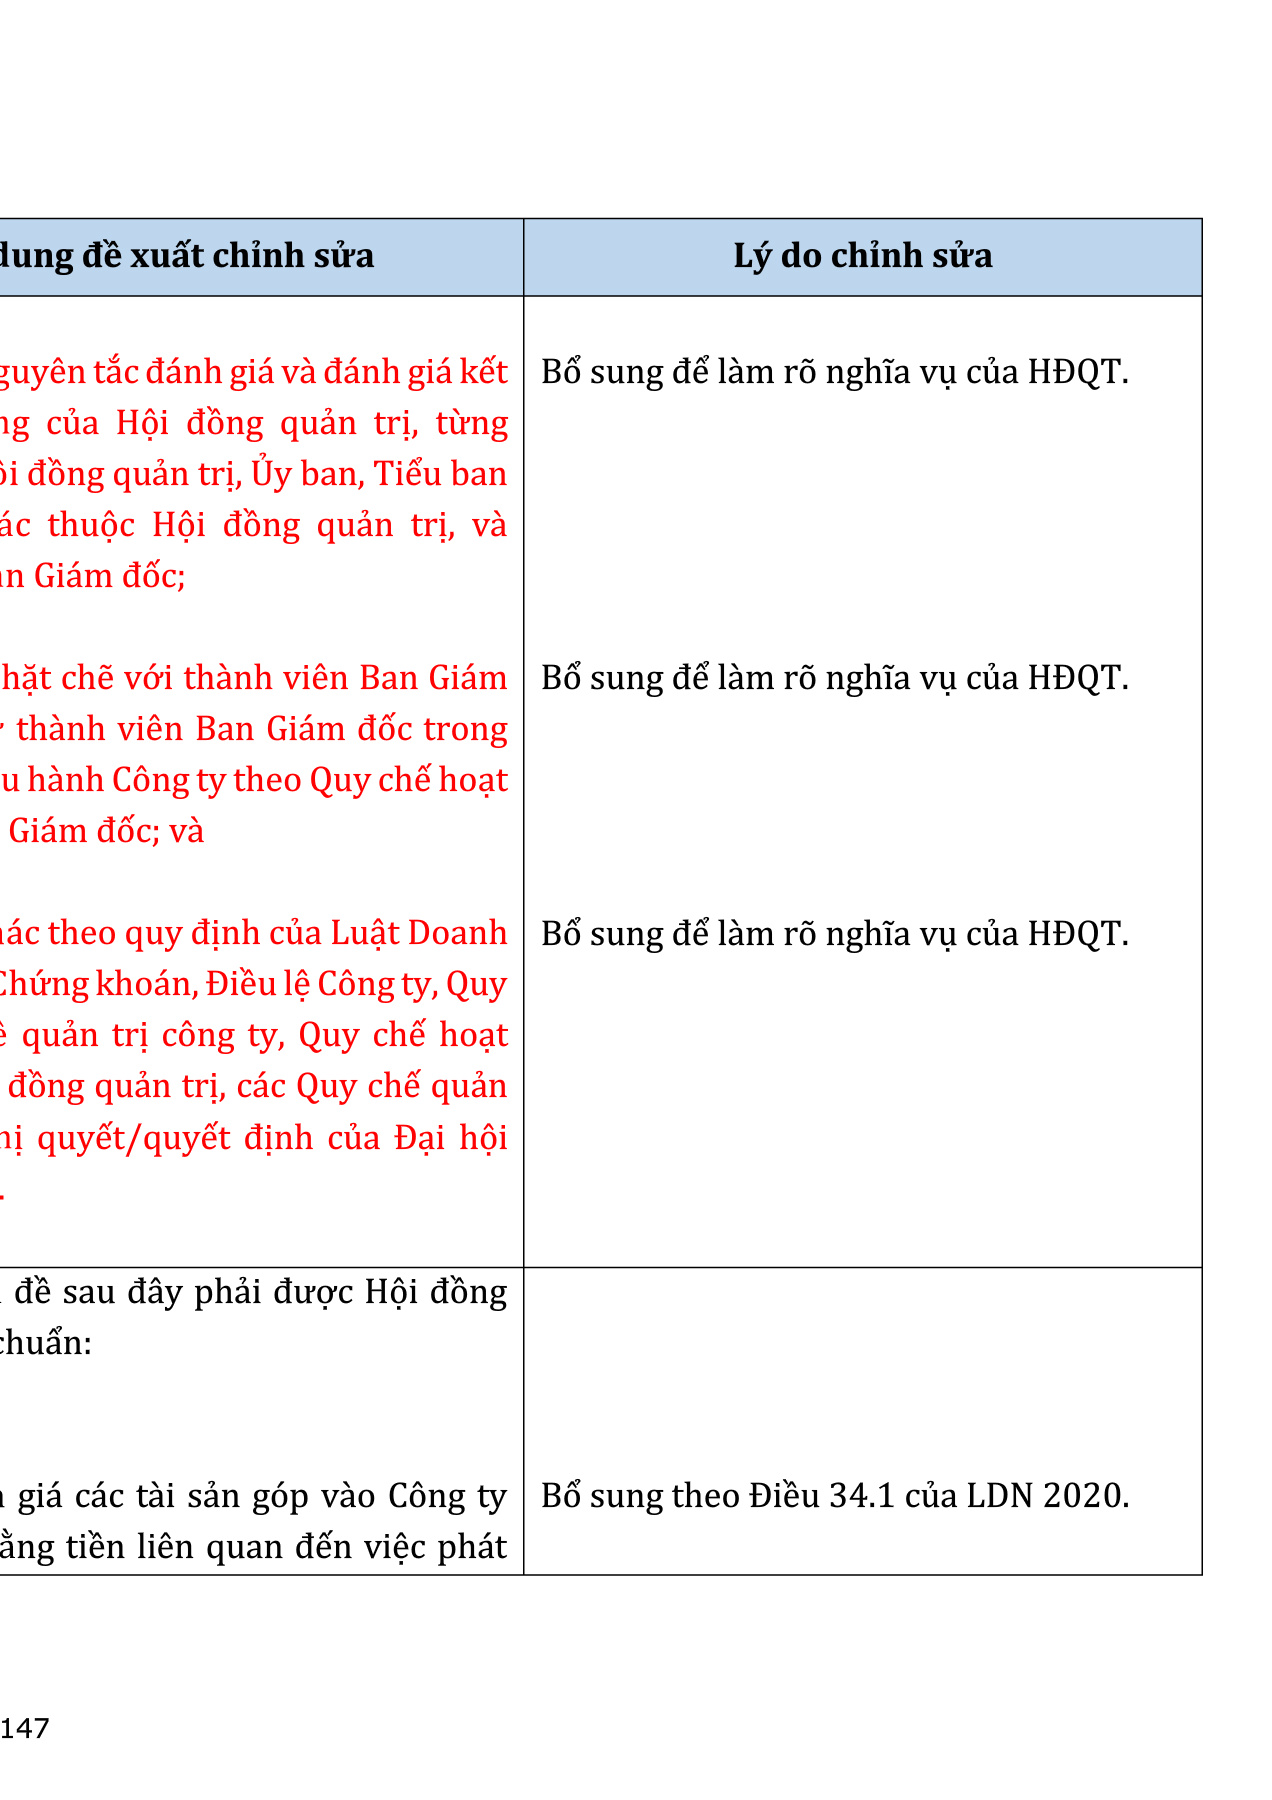 dung đề xuất chỉnh sửa
Lý do chỉnh sửa
guyên tắc đánh giá và đánh giá kết
ng của Hội đồng quản trị, từng
ội đồng quản trị, Ủy ban, Tiểu ban
ác thuộc Hội đồng quản trị, và
an Giám đốc;
Bổ sung để làm rõ nghĩa vụ của HĐQT.
hặt chẽ với thành viên Ban Giám
thành viên Ban Giám đốc trong
u hành Công ty theo Quy chế hoạt
Giám đốc; và
Bổ sung để làm rõ nghĩa vụ của HĐQT.
hác theo quy định của Luật Doanh
Chứng khoán, Điều lệ Công ty, Quy
ề quản trị công ty, Quy chế hoạt
đồng quản trị, các Quy chế quản
hị quyết/quyết định của Đại hội
.
Bổ sung để làm rõ nghĩa vụ của HĐQT.
đề sau đây phải được Hội đồng
chuẩn:
giá các tài sản góp vào Công ty
ằng tiền liên quan đến việc phát
Bổ sung theo Điều 34.1 của LDN 2020.
147